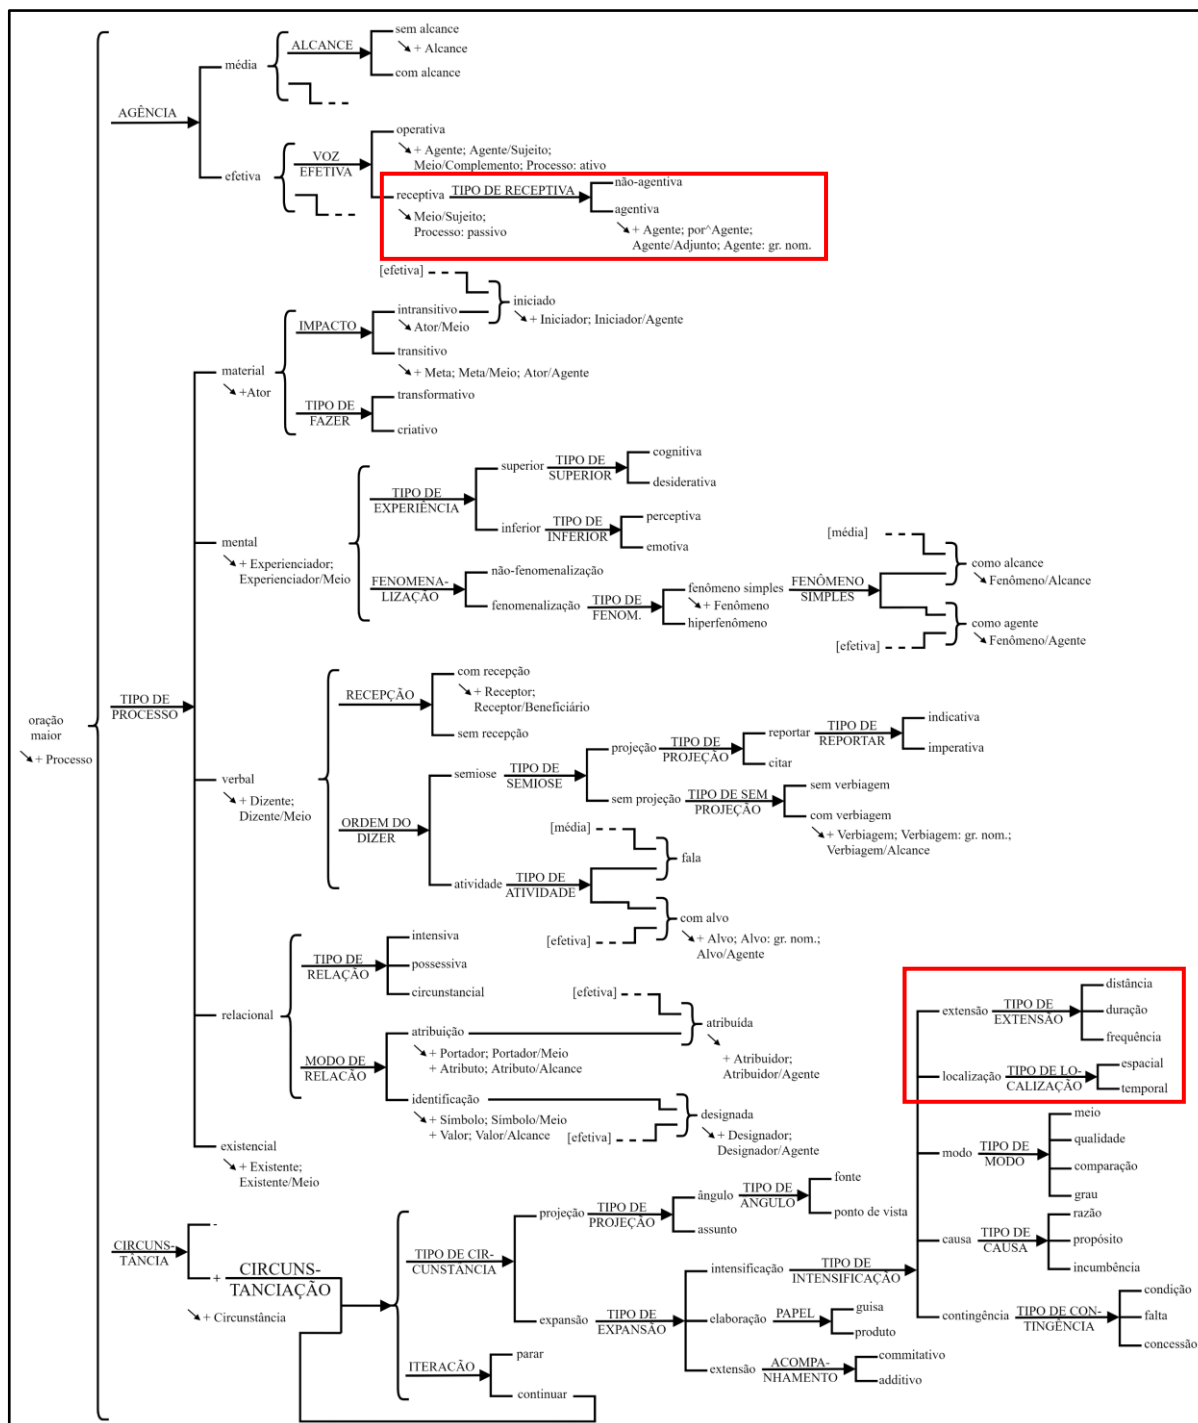 oração
maior
↘ + Processo
AGÊNCIA
média
ALCANCE
sem alcance
↘ + Alcance
com alcance
efetiva
VOZ
EFETIVA
operativa
↘ + Agente; Agente/Sujeito;
Meio/Complemento; Processo: ativo
receptiva
↘ Meio/Sujeito;
Processo: passivo
TIPO DE RECEPTIVA
não-agentiva
agentiva
↘ + Agente; por^Agente;
Agente/Adjunto; Agente: gr. nom.
TIPO DE
PROCESSO
material
↘ +Ator
IMPACTO
[efetiva]
intransitivo
↘ Ator/Meio
iniciado
↘ + Iniciador; Iniciador/Agente
transitivo
↘ + Meta; Meta/Meio; Ator/Agente
TIPO DE
FAZER
transformativo
criativo
mental
↘ + Experienciador;
Experienciador/Meio
TIPO DE
EXPERIÊNCIA
superior
TIPO DE
SUPERIOR
cognitiva
desiderativa
inferior
TIPO DE
INFERIOR
perceptiva
emotiva
FENOMENA-
LIZAÇÃO
não-fenomenalização
fenomenalização
TIPO DE
FENOM.
fenômeno simples
↘ + Fenômeno
hiperfenômeno
FENÔMENO
SIMPLES
[média]
como alcance
↘ Fenômeno/Alcance
como agente
↘ Fenômeno/Agente
[efetiva]
verbal
↘ + Dizente;
Dizente/Meio
RECEPÇÃO
com recepção
↘ + Receptor;
Receptor/Beneficiário
sem recepção
ORDEM DO
DIZER
semiose
TIPO DE
SEMIOSE
projeção
TIPO DE
PROJEÇÃO
reportar
TIPO DE
REPORTAR
indicativa
imperativa
citar
sem projeção
TIPO DE SEM
PROJEÇÃO
sem verbiagem
com verbiagem
↘ + Verbiagem; Verbiagem: gr. nom.;
Verbiagem/Alcance
atividade
TIPO DE
ATIVIDADE
[média]
fala
com alvo
↘ + Alvo; Alvo: gr. nom.;
Alvo/Agente
[efetiva]
relacional
TIPO DE
RELAÇÃO
intensiva
possessiva
circunstancial
MODO DE
RELACÃO
[efetiva]
atribuição
↘ + Portador; Portador/Meio
+ Atributo; Atributo/Alcance
atribuída
↘ + Atribuidor;
Atribuidor/Agente
identificação
↘ + Símbolo; Símbolo/Meio
+ Valor; Valor/Alcance
[efetiva]
designada
↘ + Designador;
Designador/Agente
existencial
↘ + Existente;
Existente/Meio
CIRCUNS-
TÂNCIA
-
+
CIRCUNS-
TANCIAÇÃO
↘ + Circunstância
TIPO DE CIR-
CUNSTÂNCIA
projeção
TIPO DE
PROJEÇÃO
ângulo
TIPO DE
ANGULO
fonte
ponto de vista
assunto
expansão
TIPO DE
EXPANSÃO
intensificação
TIPO DE
INTENSIFICAÇÃO
extensão
TIPO DE
EXTENSÃO
distância
duração
frequência
localização
TIPO DE LO-
CALIZAÇÃO
espacial
temporal
modo
TIPO DE
MODO
meio
qualidade
comparação
grau
causa
TIPO DE
CAUSA
razão
propósito
incumbência
contingência
TIPO DE CON-
TINGÊNCIA
condição
falta
concessão
elaboração
PAPEL
guisa
produto
extensão
ACOMPA-
NHAMENTO
commitativo
additivo
ITERACÃO
parar
continuar